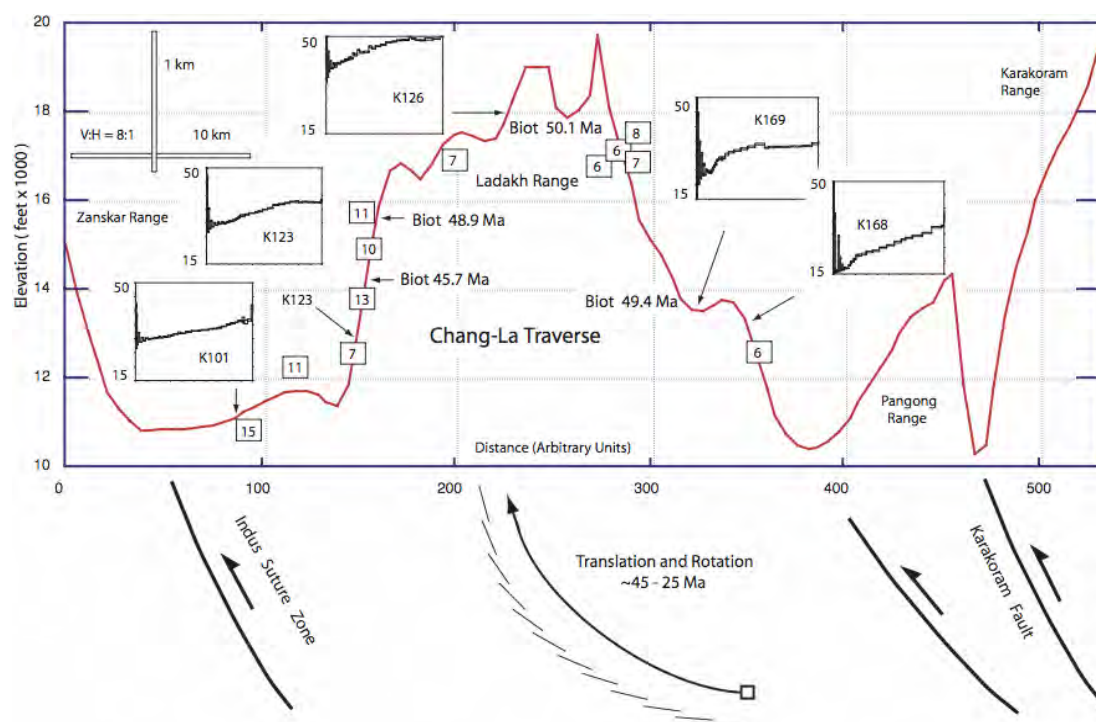 20
18
16
14
12
10
Elevation ( feet x 1000)
1 km
V:H = 8:1
10 km
Zanskar Range
50
15
K126
50
15
K123
50
15
K101
50
15
K169
50
15
K168
Biot 50.1 Ma
Ladakh Range
Karakoram
Range
7
6
6
8
7
11
Biot 48.9 Ma
10
Biot 45.7 Ma
13
K123
7
11
15
Biot 49.4 Ma
6
Chang-La Traverse
Pangong
Range
Distance (Arbitrary Units)
0
100
200
300
400
500
Indus Suture Zone
Translation and Rotation
~45 - 25 Ma
Karakoram Fault